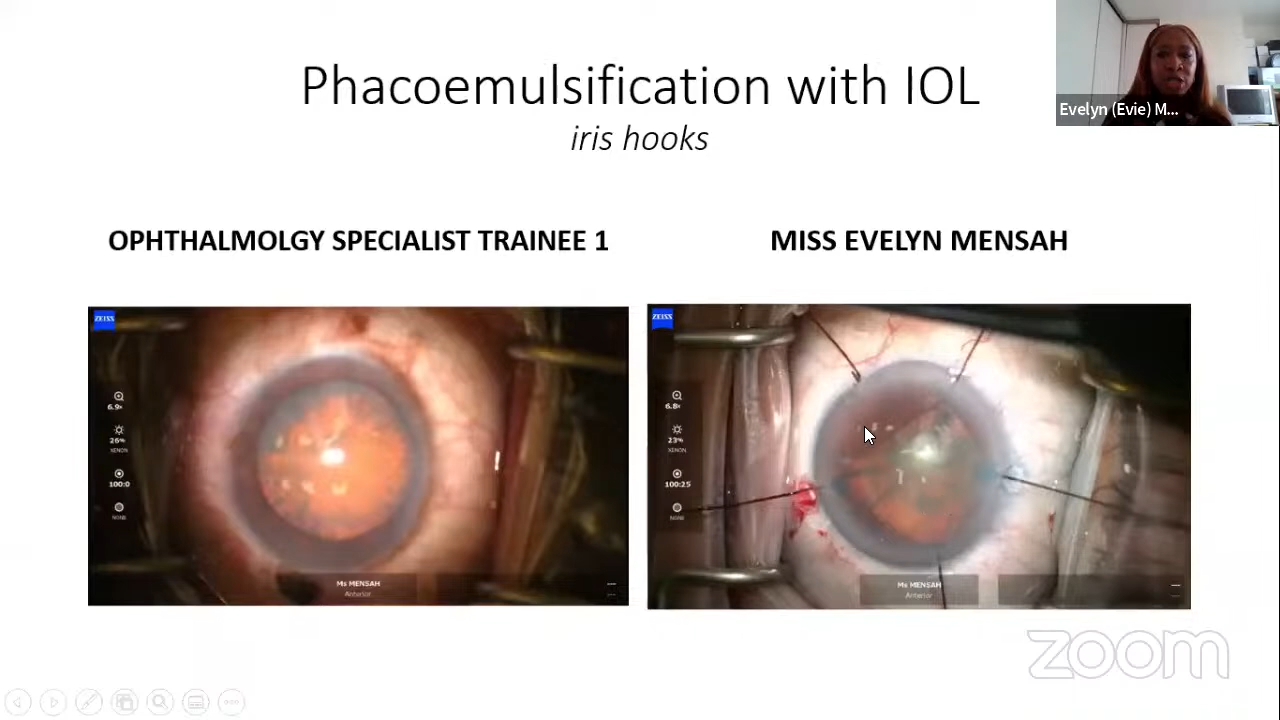 Phacoemulsification with IOL
iris hooks
Evelyn (Evie) M...
OPHTHALMOLGY SPECIALIST TRAINEE 1
MISS EVELYN MENSAH
ZEISS
6.9x
26%
XENON
100:0
NONE
Ms MENSAH
Anterior
ZEISS
6.8x
23%
XENON
100:25
NONE
Ms MENSAH
Anterior
zoom